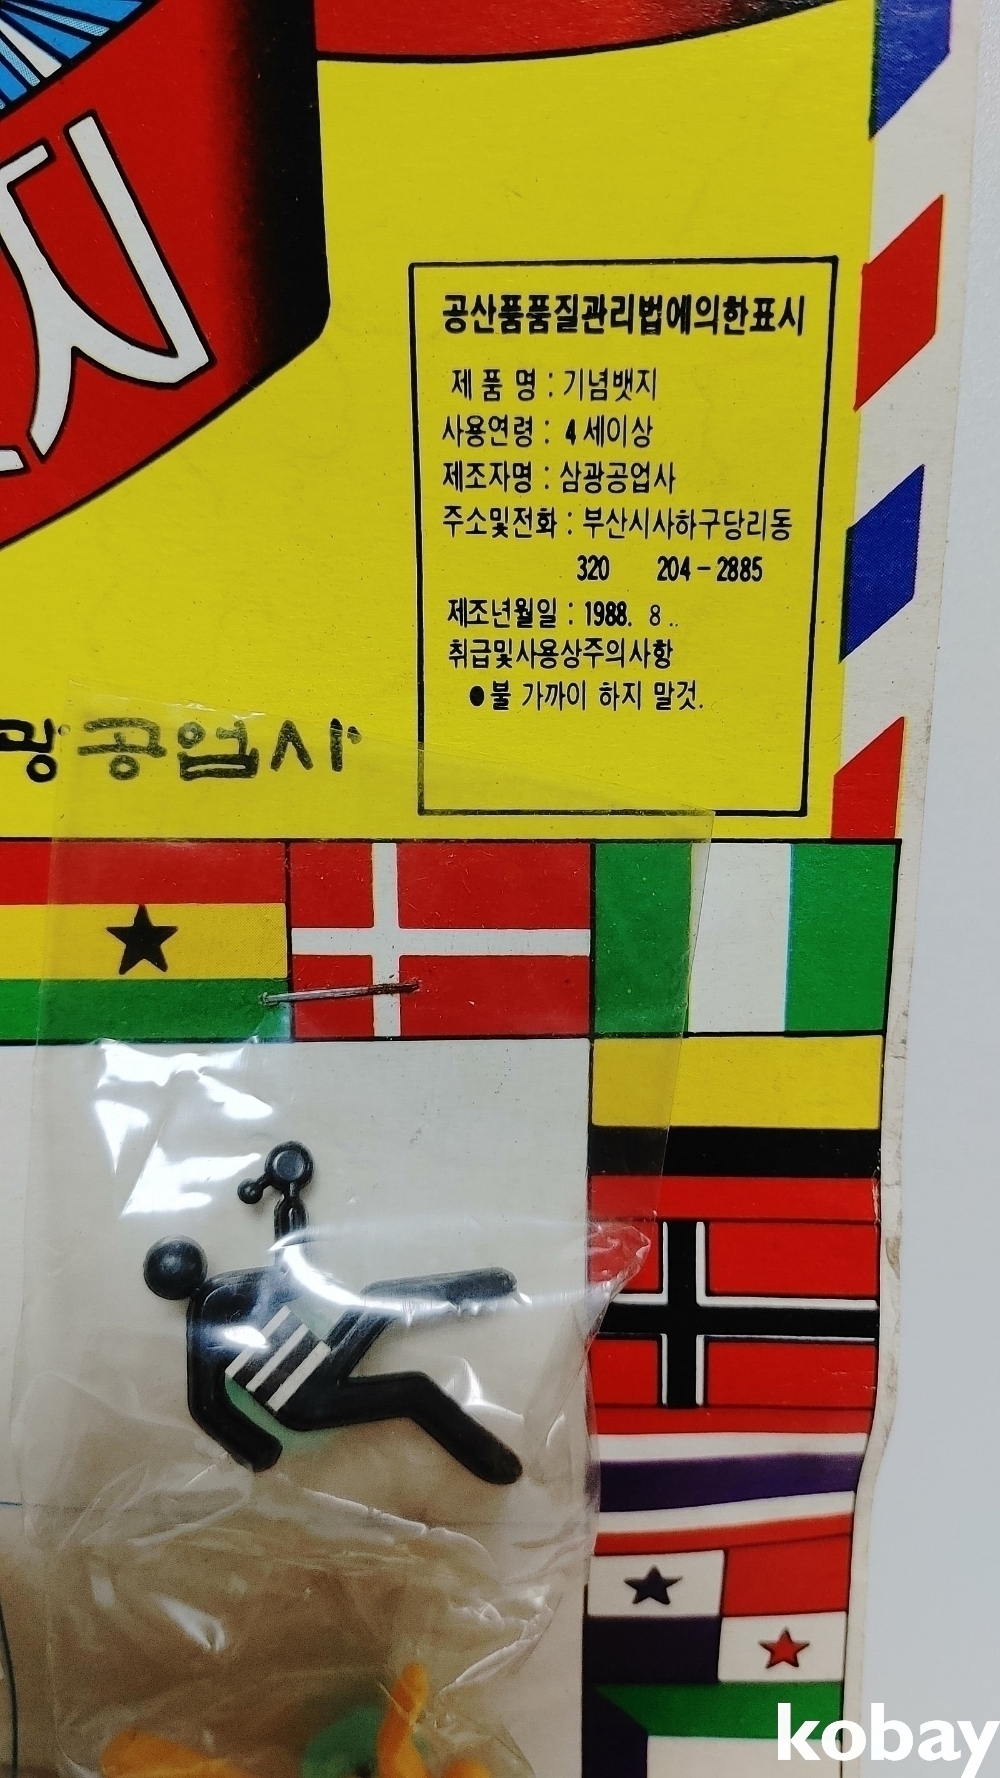 지
공산품품질관리법에의한표시
제 품 명 : 기념뱃지
사용연령 : 4 세이상
제조자명 : 삼광공업사
주소및전화 : 부산시사하구당리동
320 204-2885
제조년월일 : 1988. 8..
취급및사용상주의사항
●불 가까이 하지 말것.
광공업사
kobay